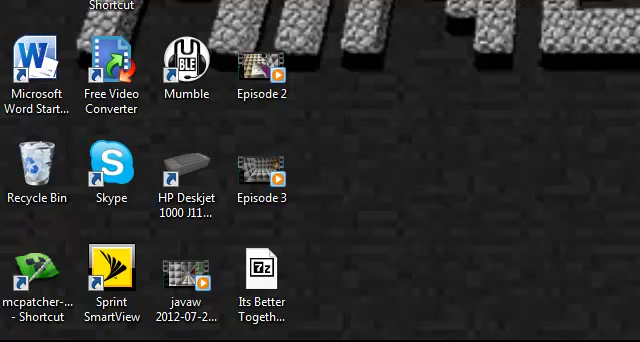 Shortcut
Microsoft
Word Start...
Free Video
Converter
BLE
Mumble
Episode 2
Recycle Bin
Skype
HP Deskjet
1000 J11...
Episode 3
mcpatcher-...
- Shortcut
Sprint
SmartView
javaw
2012-07-2...
7z
Its Better
Togeth...